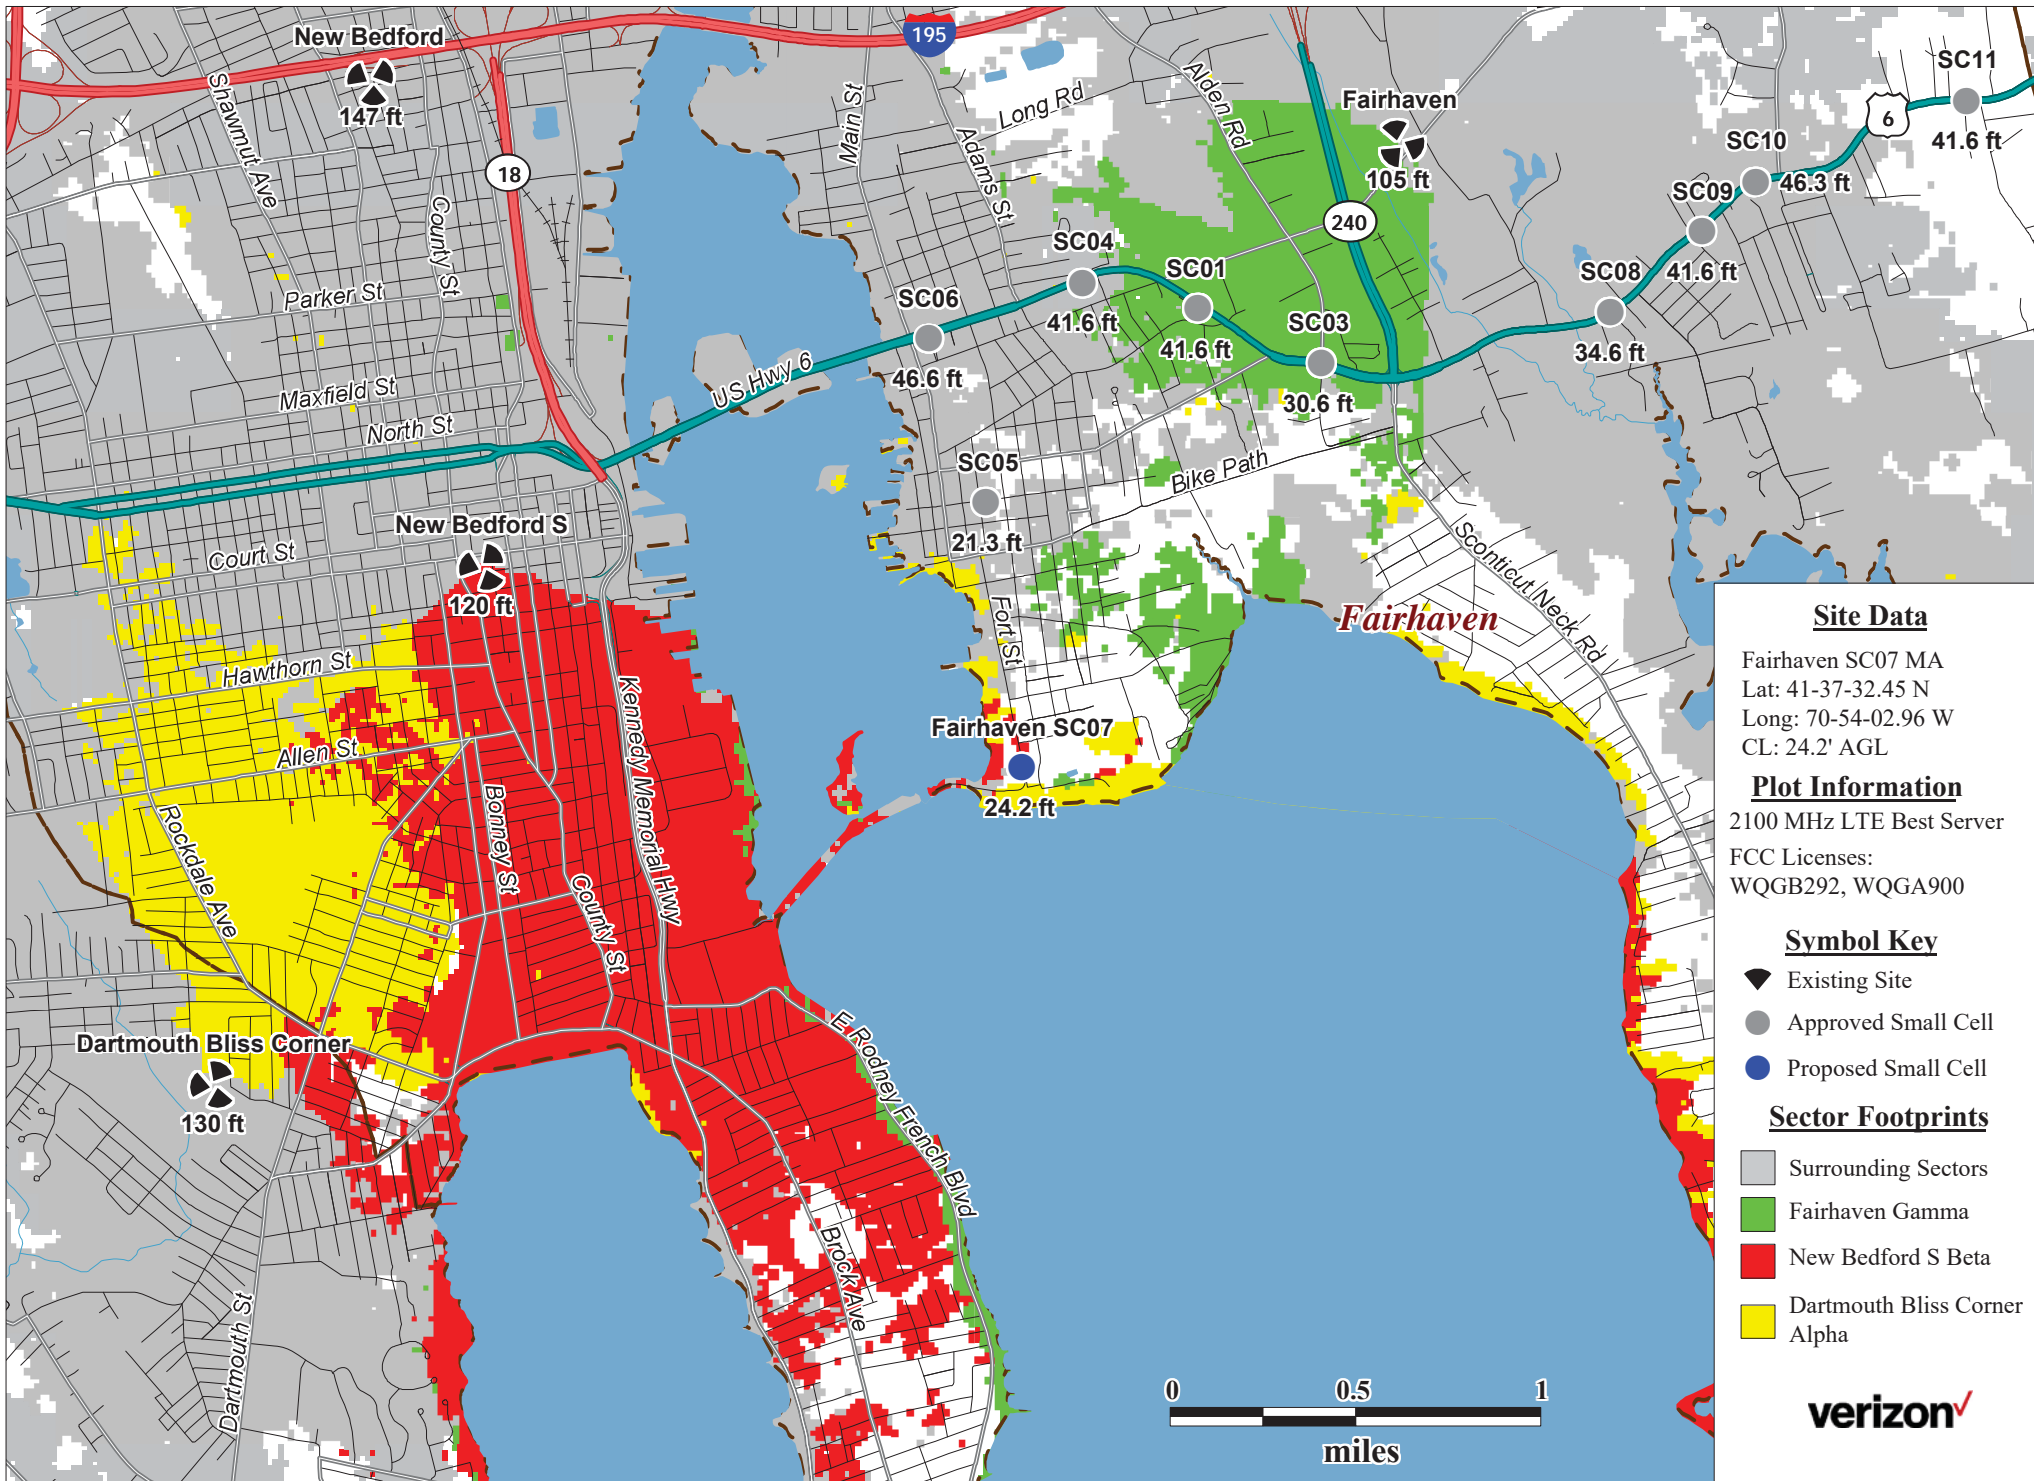 New Bedford
147 ft
195
Main St
Long Rd
Adams St
Alden Rd
Fairhaven
105 ft
SC11
41.6 ft
6
SC10
46.3 ft
SC09
41.6 ft
SC08
34.6 ft
240
Shawmut Ave
18
County St
Parker St
Maxfield St
North St
US Hwy 6
SC06
46.6 ft
SC04
41.6 ft
SC01
41.6 ft
SC03
30.6 ft
SC05
21.3 ft
Bike Path
Sconticut Neck Rd
Fairhaven
New Bedford S
120 ft
Court St
Hawthorn St
Allen St
Rockdale Ave
Bonney St
County St
Kennedy Memorial Hwy
Fort St
Fairhaven SC07
24.2 ft
Dartmouth Bliss Corner
130 ft
Dartmouth St
E Rodney French Blvd
Brock Ave
0 0.5 1
miles
Site Data
Fairhaven SC07 MA
Lat: 41-37-32.45 N
Long: 70-54-02.96 W
CL: 24.2' AGL
Plot Information
2100 MHz LTE Best Server
FCC Licenses:
WQGB292, WQGA900
Symbol Key
Existing Site
Approved Small Cell
Proposed Small Cell
Sector Footprints
Surrounding Sectors
Fairhaven Gamma
New Bedford S Beta
Dartmouth Bliss Corner
Alpha
verizon